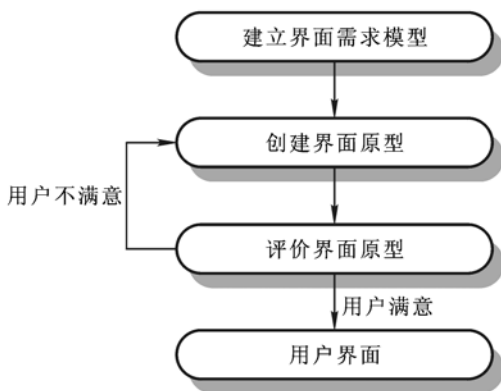 建立界面需求模型
创建界面原型
用户不满意
评价界面原型
用户满意
用户界面